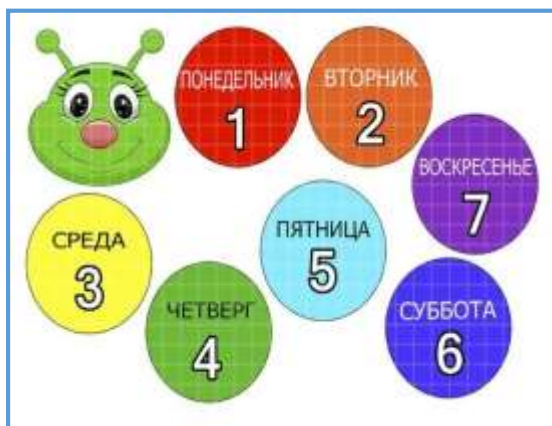 ПОНЕДЕЛЬНИК
1
ВТОРНИК
2
ВОСКРЕСЕНЬЕ
7
СРЕДА
3
ПЯТНИЦА
5
ЧЕТВЕРГ
4
СУББОТА
6